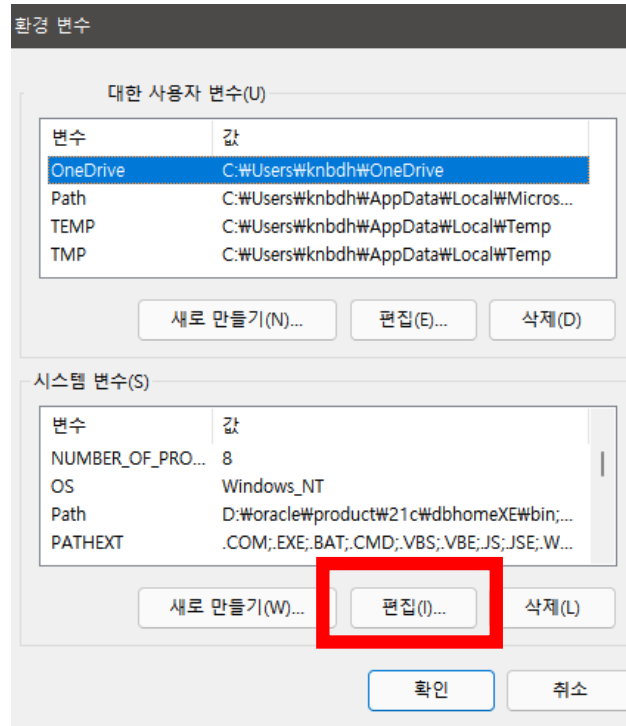 환경 변수
대한 사용자 변수(U)
변수 값
OneDrive C:₩Users₩knbdh₩OneDrive
Path C:₩Users₩knbdh₩AppData₩Local₩Micros...
TEMP C:₩Users₩knbdh₩AppData₩Local₩Temp
TMP C:₩Users₩knbdh₩AppData₩Local₩Temp
새로 만들기(N)... 편집(E)... 삭제(D)
시스템 변수(S)
변수 값
NUMBER_OF_PRO... 8
OS Windows_NT
Path D:₩oracle₩product₩21c₩dbhomeXE₩bin;...
PATHEXT .COM;.EXE;.BAT;.CMD;.VBS;.VBE;.JS;.JSE;.W...
새로 만들기(W)... 편집(I)... 삭제(L)
확인 취소